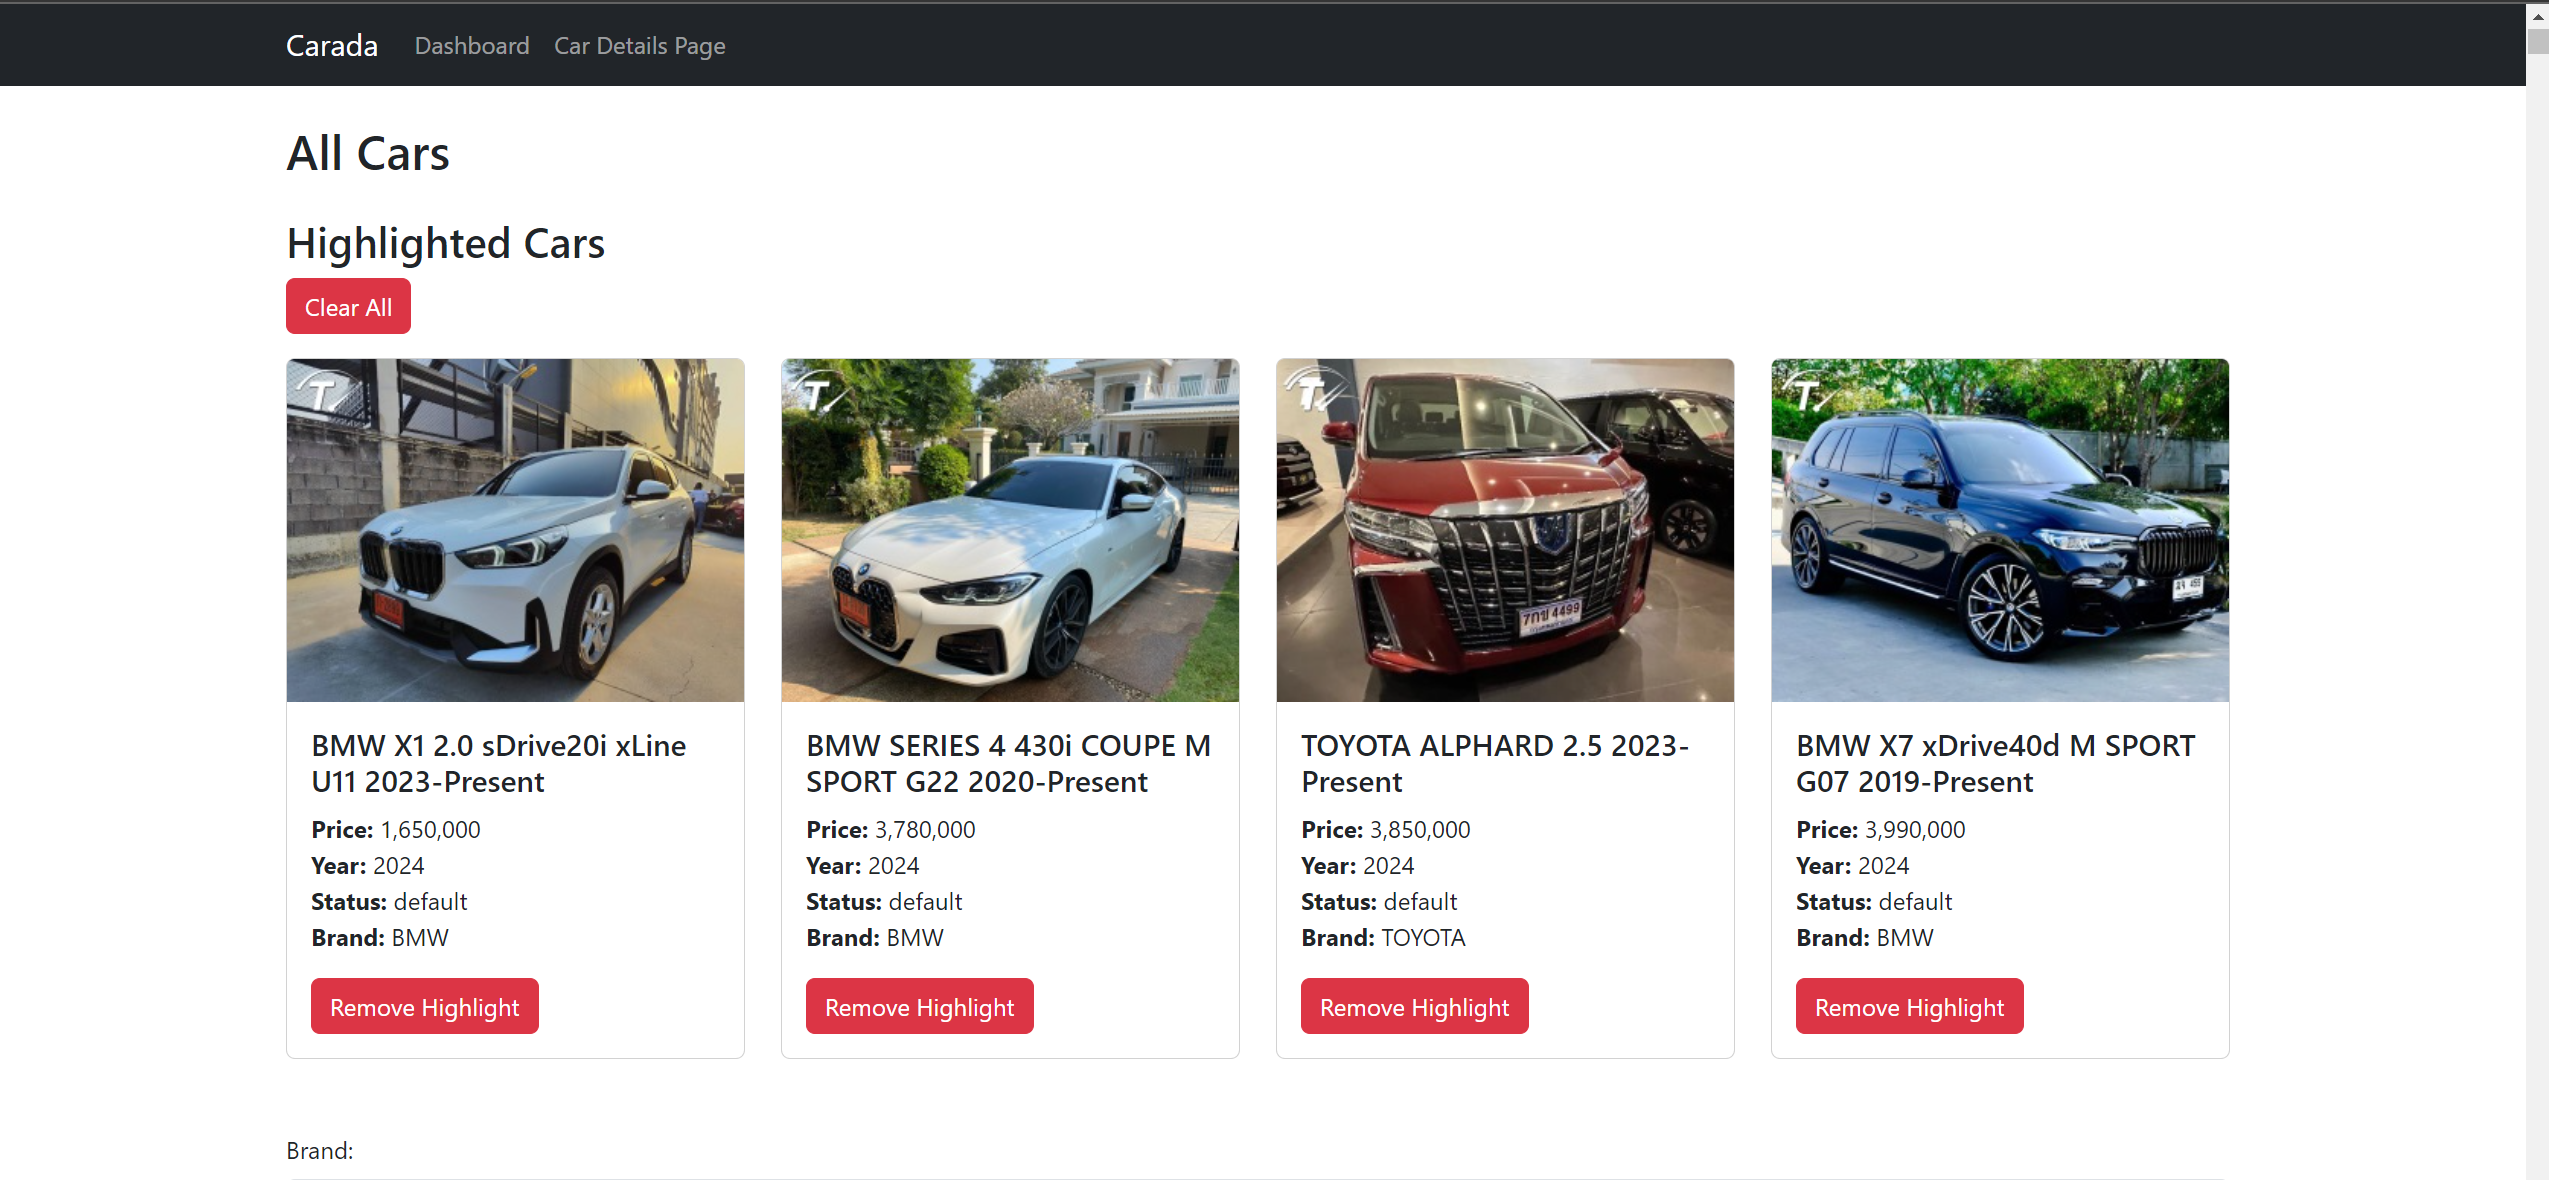 Carada Dashboard Car Details Page
All Cars
Highlighted Cars
Clear All
BMW X1 2.0 sDrive20i xLine
U11 2023-Present
Price: 1,650,000
Year: 2024
Status: default
Brand: BMW
Remove Highlight
BMW SERIES 4 430i COUPE M
SPORT G22 2020-Present
Price: 3,780,000
Year: 2024
Status: default
Brand: BMW
Remove Highlight
7กข 4499
TOYOTA ALPHARD 2.5 2023-
Present
Price: 3,850,000
Year: 2024
Status: default
Brand: TOYOTA
Remove Highlight
BMW X7 xDrive40d M SPORT
G07 2019-Present
Price: 3,990,000
Year: 2024
Status: default
Brand: BMW
Remove Highlight
Brand: